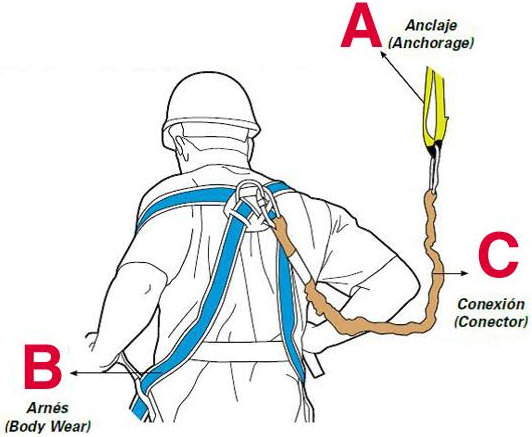 A
Anclaje
(Anchorage)
C
Conexión
(Conector)
B
Arnés
(Body Wear)